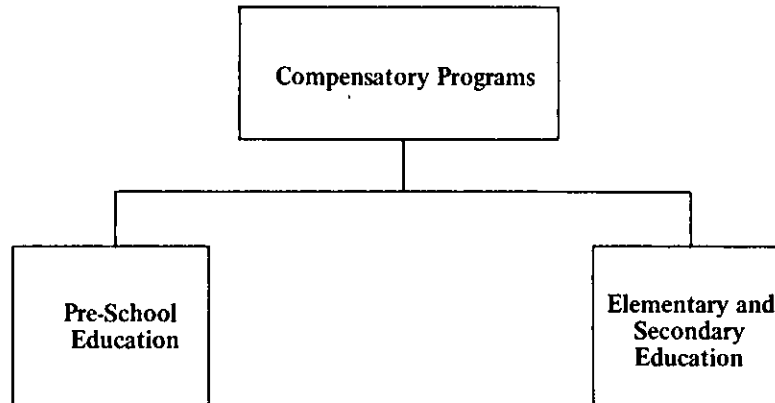 Compensatory Programs
Pre-School
Education
Elementary and
Secondary
Education